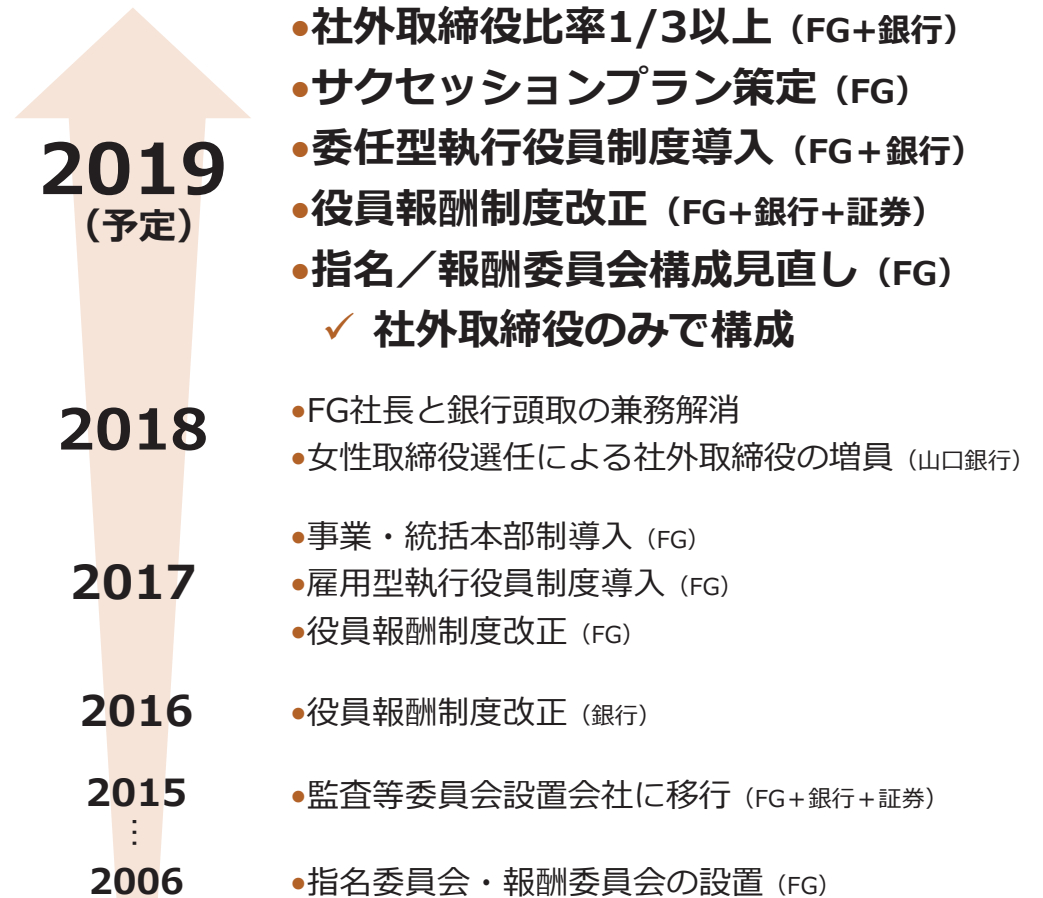 •社外取締役比率1/3以上（FG+銀行）
•サクセッションプラン策定（FG）
2019
（予定）
•委任型執行役員制度導入（FG＋銀行）
•役員報酬制度改正（FG+銀行+証券）
•指名／報酬委員会構成見直し（FG）
✓ 社外取締役のみで構成
2018
•FG社長と銀行頭取の兼務解消
•女性取締役選任による社外取締役の増員（山口銀行）
2017
•事業・統括本部制導入（FG）
•雇用型執行役員制度導入（FG）
•役員報酬制度改正（FG）
2016
•役員報酬制度改正（銀行）
2015
•監査等委員会設置会社に移行（FG＋銀行＋証券）
…
2006
•指名委員会・報酬委員会の設置（FG）